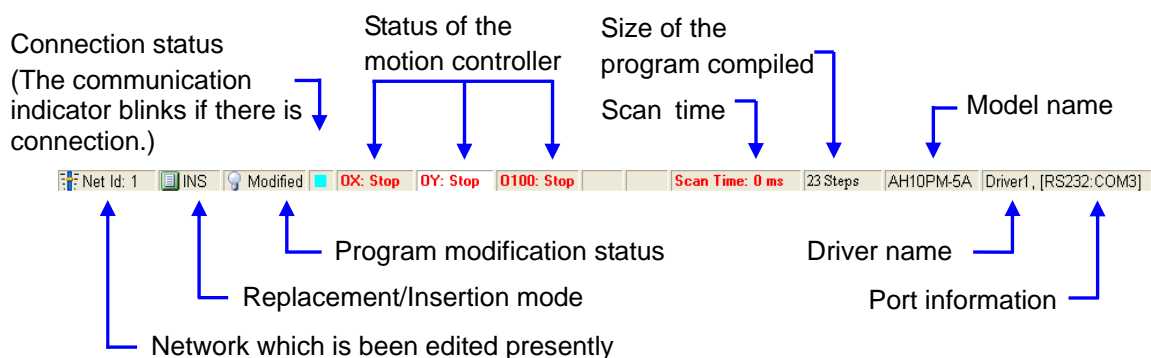 Connection status
(The communication
indicator blinks if there is
connection.)
Status of the
motion controller
Size of the
program compiled
Scan time
Model name
Net Id: 1 INS Modified 0X: Stop 0Y: Stop 0100: Stop Scan Time: 0 ms 23 Steps AH10PM-5A Driver1, [RS232:COM3]
Program modification status
Driver name
Replacement/Insertion mode
Port information
Network which is been edited presently